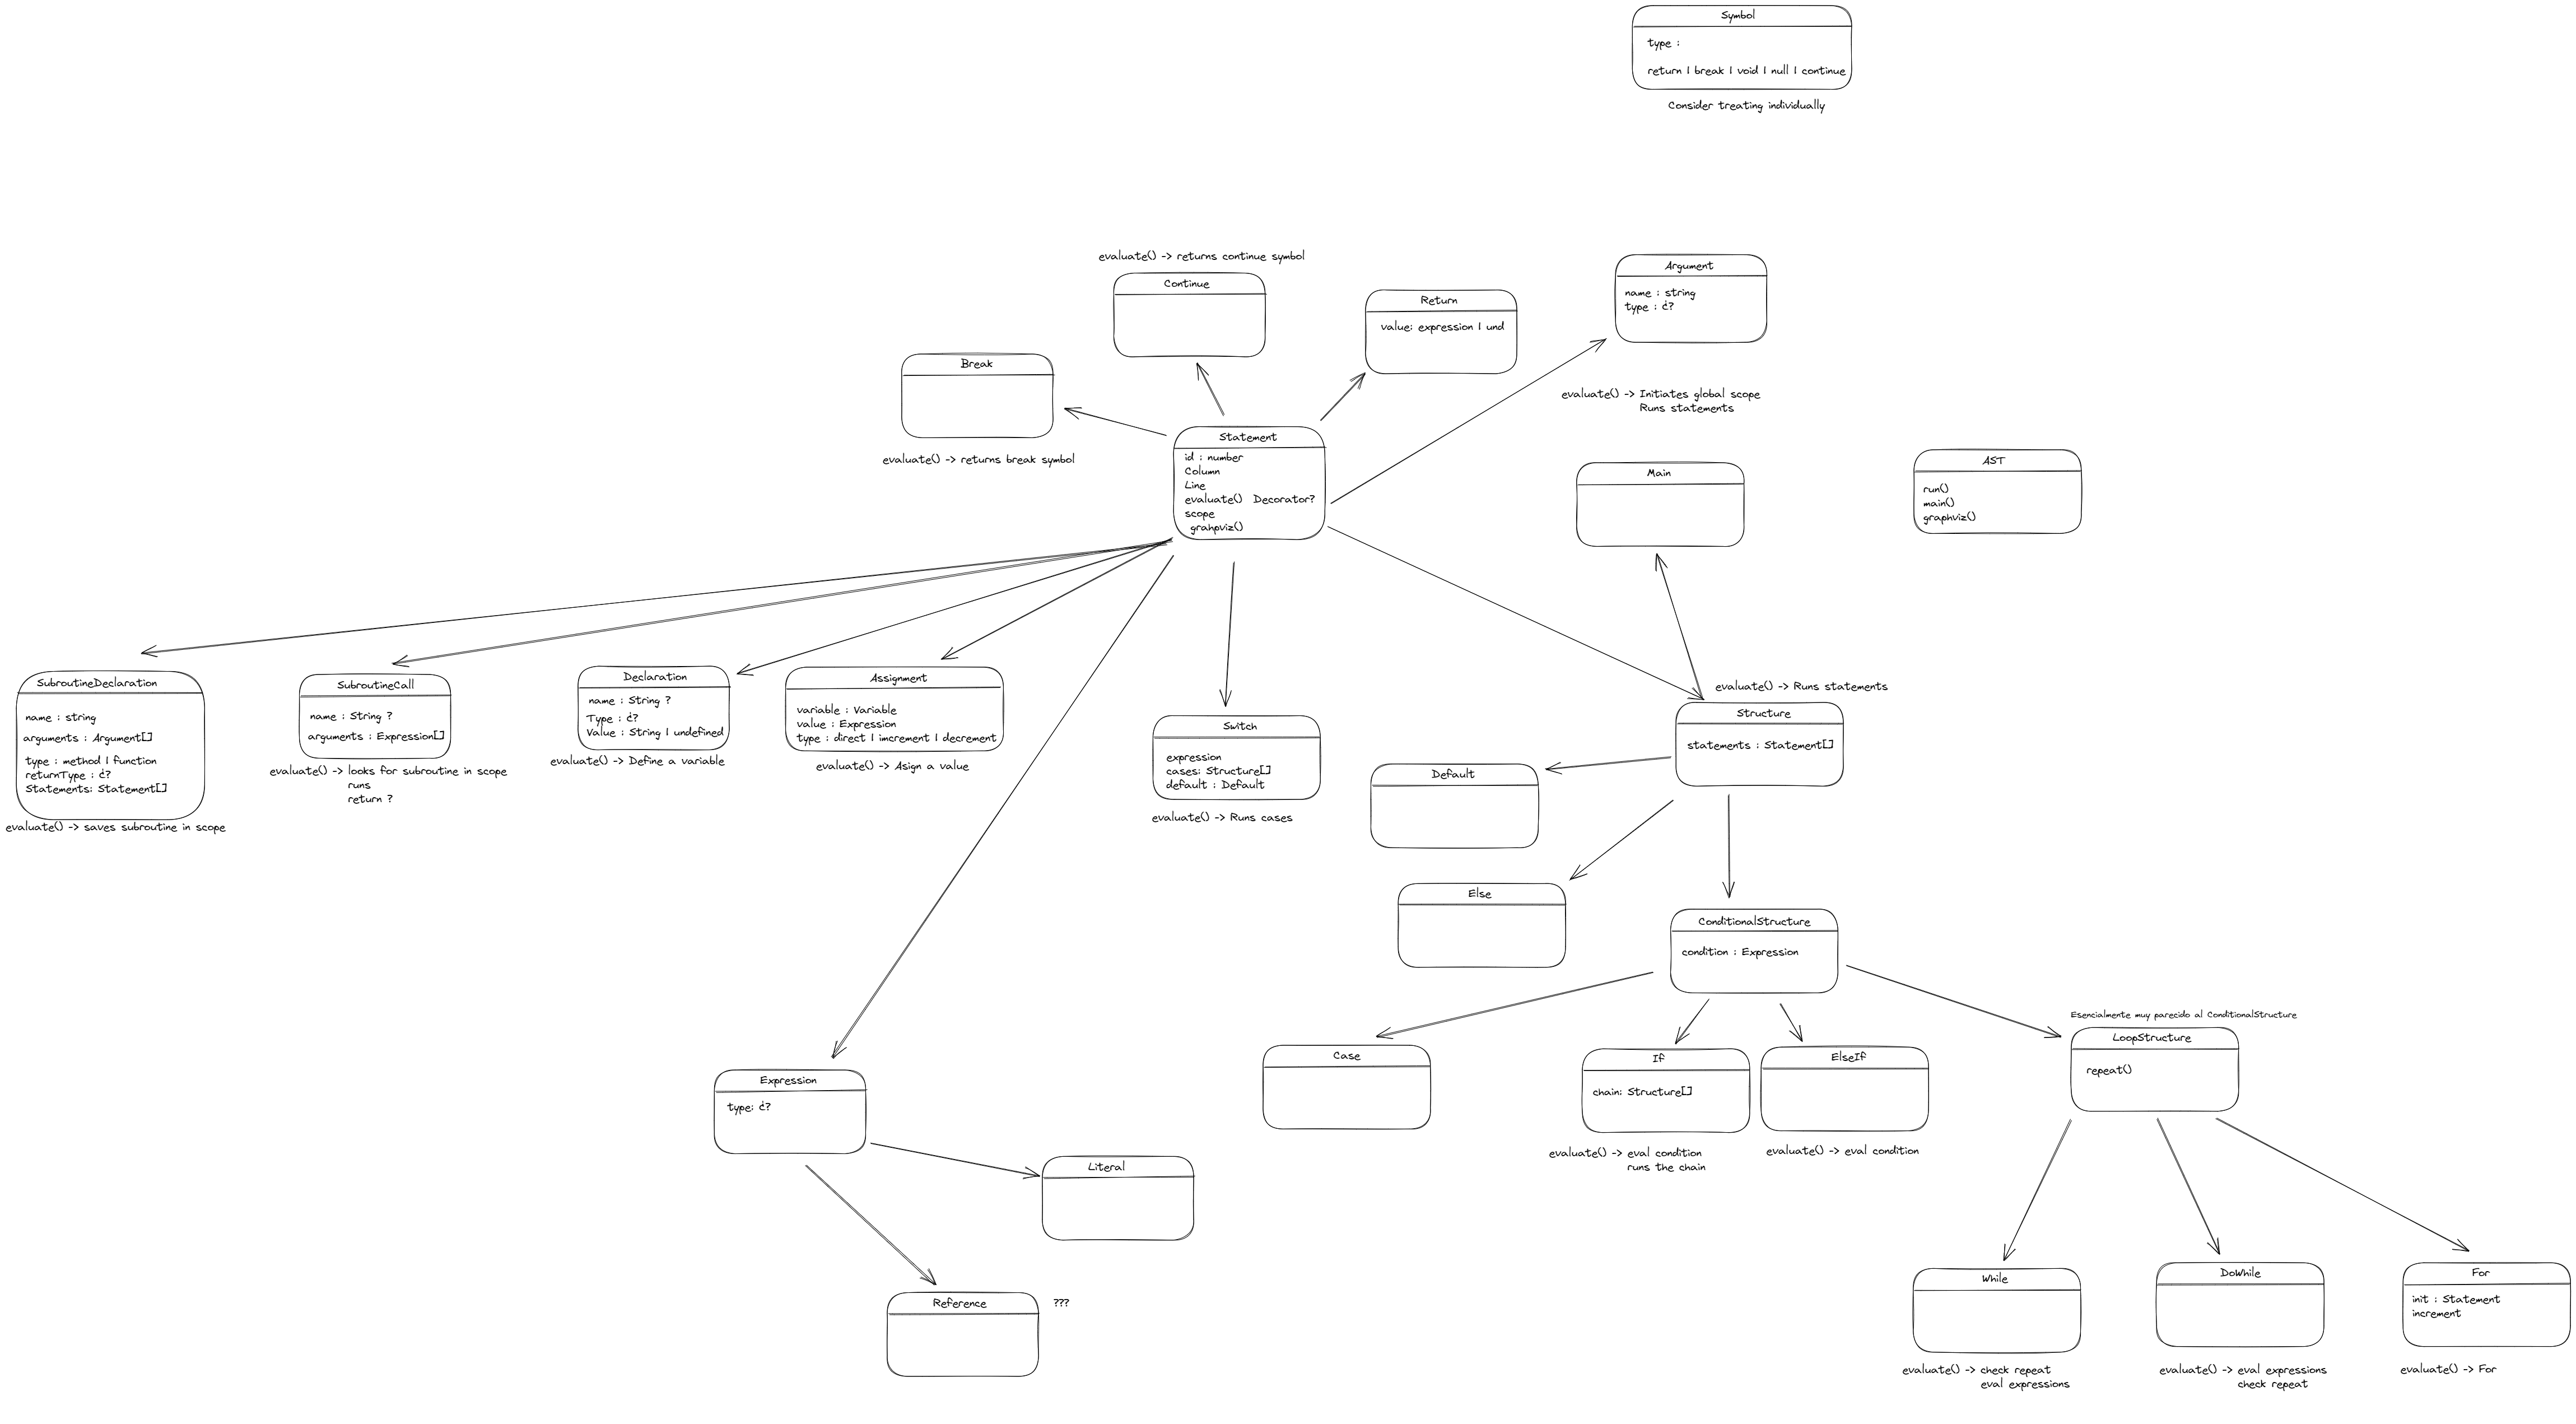 Symbol
type :
return | break | void | null | continue
Consider treating individually
evaluate() -> returns continue symbol
Continue
Return
value: expression | und
Argument
name : string
type : ¿?
Break
evaluate() -> returns break symbol
evaluate() -> Initiates global scope
Runs statements
Statement
id : number
Column
Line
evaluate() Decorator?
scope
grahpviz()
Main
AST
run()
main()
graphviz()
SubroutineDeclaration
name : string
arguments : Argument[]
type : method | function
returnType : ¿?
Statements: Statement[]
evaluate() -> saves subroutine in scope
SubroutineCall
name : String ?
arguments : Expression[]
evaluate() -> looks for subroutine in scope
runs
return ?
Declaration
name : String ?
Type : ¿?
Value : String | undefined
evaluate() -> Define a variable
Assignment
variable : Variable
value : Expression
type : direct | imcrement | decrement
evaluate() -> Asign a value
Switch
expression
cases: Structure[]
default : Default
evaluate() -> Runs cases
evaluate() -> Runs statements
Structure
statements : Statement[]
Default
Else
ConditionalStructure
condition : Expression
Case
If
chain: Structure[]
evaluate() -> eval condition
runs the chain
ElseIf
evaluate() -> eval condition
Esencialmente muy parecido al ConditionalStructure
LoopStructure
repeat()
Expression
type: ¿?
Literal
Reference
???
While
evaluate() -> check repeat
eval expressions
DoWhile
evaluate() -> eval expressions
check repeat
For
init : Statement
increment
evaluate() -> For